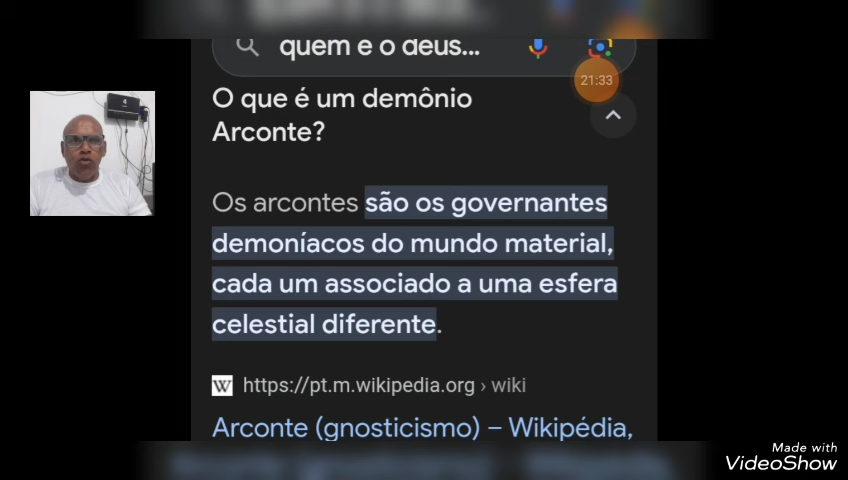 quem e o deus...
21:33
O que é um demônio
Arconte?
Os arcontes são os governantes
demoníacos do mundo material,
cada um associado a uma esfera
celestial diferente.
W https://pt.m.wikipedia.org › wiki
Arconte (gnosticismo) – Wikipédia,
Made with
VideoShow